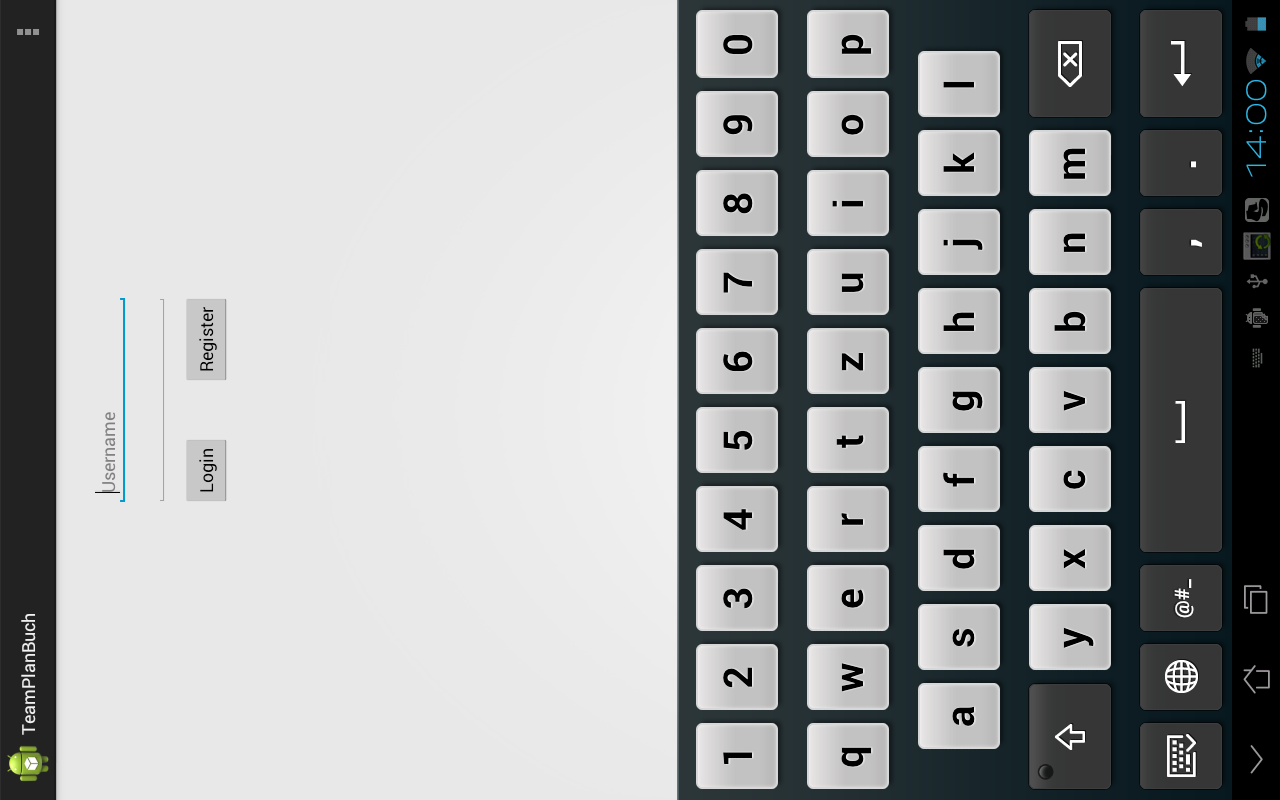 TeamPlanBuch
Username
Login Register
1 2 3 4 5 6 7 8 9 0
q w e r t z u i o p
a s d f g h j k l
y x c v b n m
@#_ , .
14:00